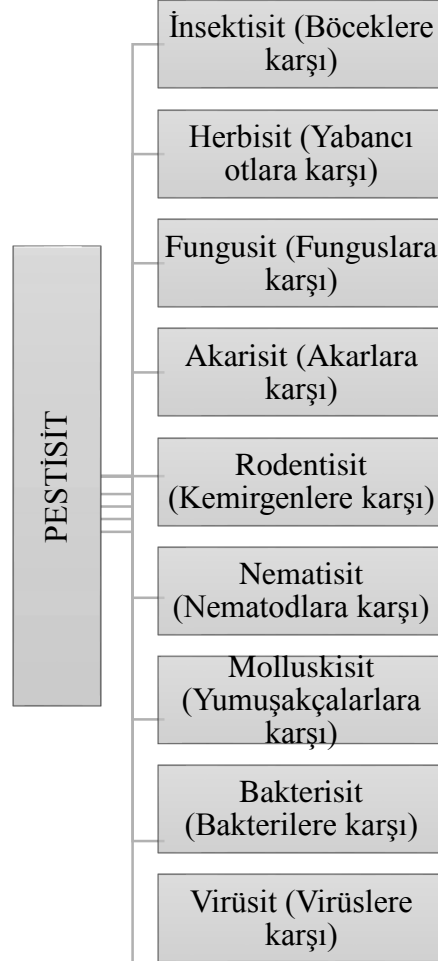 PESTİSİT
İnsektisit (Böceklere
karşı)
Herbisit (Yabancı
otlara karşı)
Fungusit (Funguslara
karşı)
Akarisit (Akarlara
karşı)
Rodentisit
(Kemirgenlere karşı)
Nematisit
(Nematodlara karşı)
Molluskisit
(Yumuşakçalarlara
karşı)
Bakterisit
(Bakterilere karşı)
Virüsit (Virüslere
karşı)